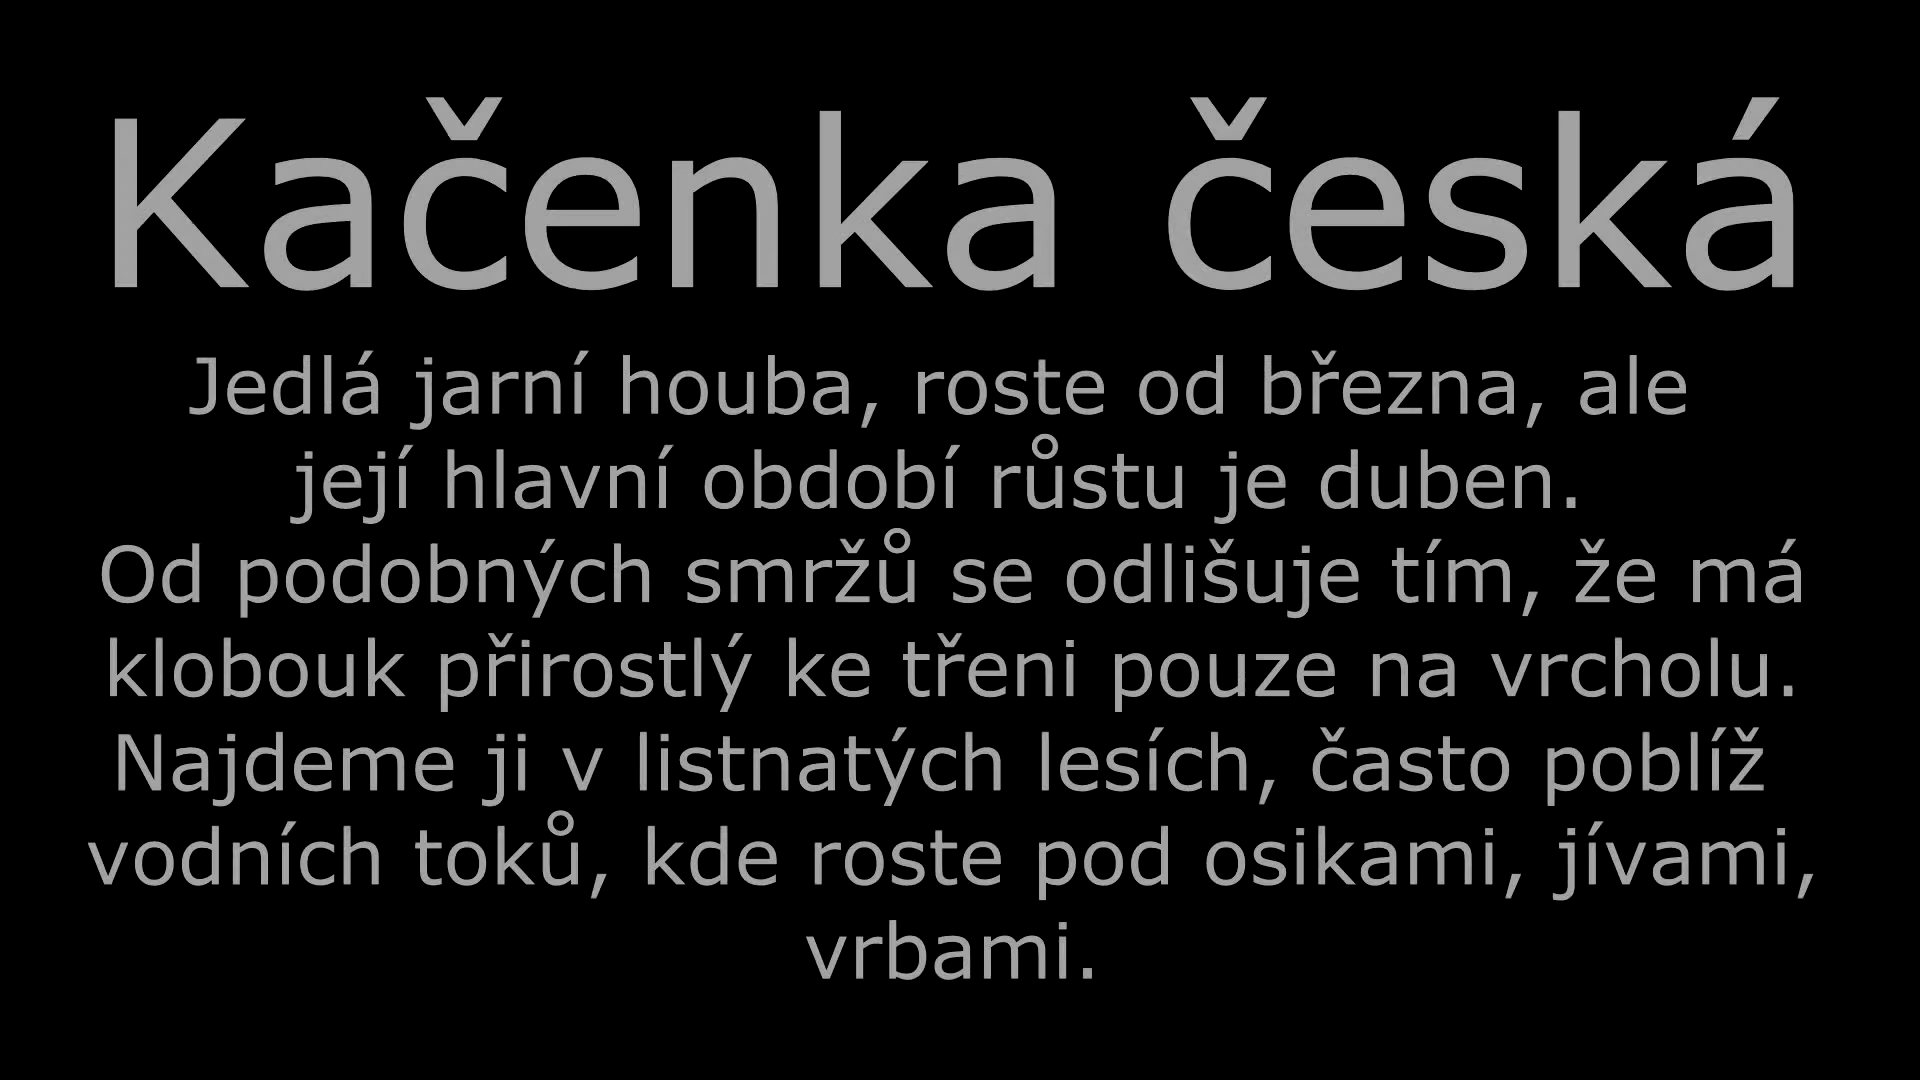 Kačenka česká
Jedlá jarní houba, roste od března, ale
její hlavní období růstu je duben.
Od podobných smržů se odlišuje tím, že má
klobouk přirostlý ke třeni pouze na vrcholu.
Najdeme ji v listnatých lesích, často poblíž
vodních toků, kde roste pod osikami, jívami,
vrbami.